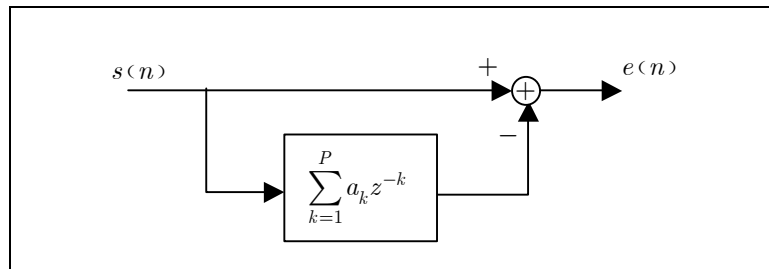 s(n)
+
+
e(n)
−
P
∑ a_k z^{-k}
k=1